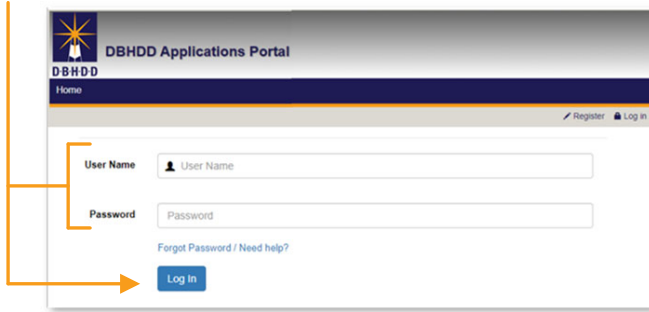 DBHDD Applications Portal
D·B·H·D·D
Home
Register Log in
User Name User Name
Password Password
Forgot Password / Need help?
Log In